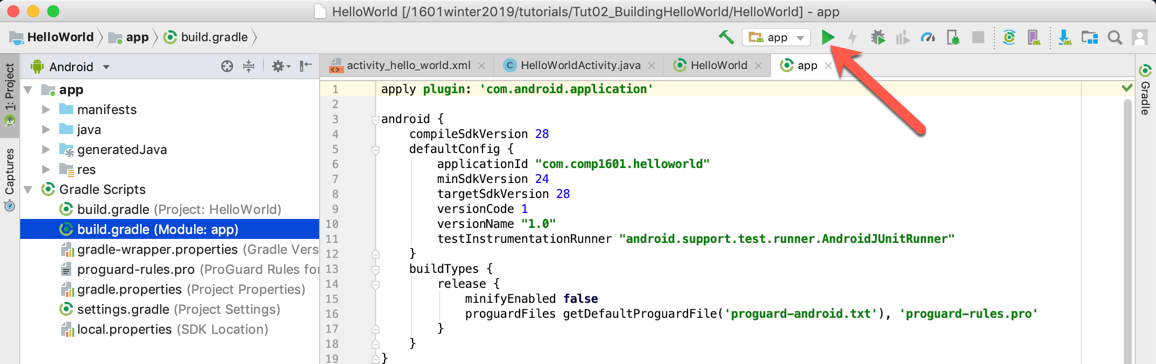 HelloWorld [/1601winter2019/tutorials/Tut02_BuildingHelloWorld/HelloWorld] - app
HelloWorld app build.gradle app
1: Project
Captures
Android
app
manifests
java
generatedJava
res
Gradle Scripts
build.gradle (Project: HelloWorld)
build.gradle (Module: app)
gradle-wrapper.properties (Gradle Vers
proguard-rules.pro (ProGuard Rules for
gradle.properties (Project Properties)
settings.gradle (Project Settings)
local.properties (SDK Location)
activity_hello_world.xml HelloWorldActivity.java HelloWorld app
1 apply plugin: 'com.android.application'
2
3 android {
4 compileSdkVersion 28
5 defaultConfig {
6 applicationId "com.comp1601.helloworld"
7 minSdkVersion 24
8 targetSdkVersion 28
9 versionCode 1
10 versionName "1.0"
11 testInstrumentationRunner "android.support.test.runner.AndroidJUnitRunner"
12 }
13 buildTypes {
14 release {
15 minifyEnabled false
16 proguardFiles getDefaultProguardFile('proguard-android.txt'), 'proguard-rules.pro'
17 }
18 }
19 }
Gradle